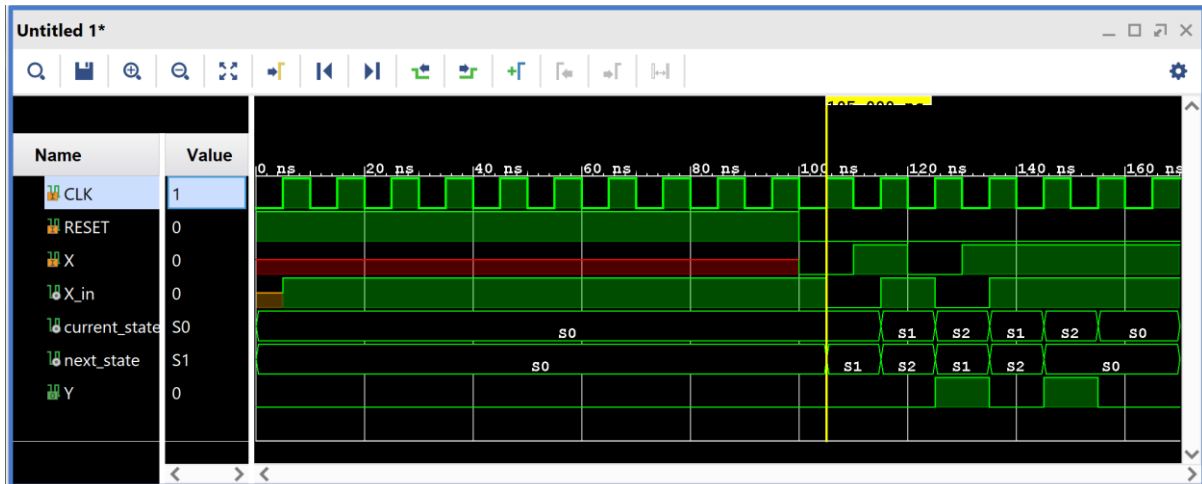 Untitled 1*
Name Value
0 ns 20 ns 40 ns 60 ns 80 ns 100 ns 120 ns 140 ns 160 ns
CLK 1
RESET 0
X 0
X_in 0
current_state S0 S0 S1 S2 S1 S2 S0
next_state S1 S0 S1 S2 S1 S2 S0
Y 0